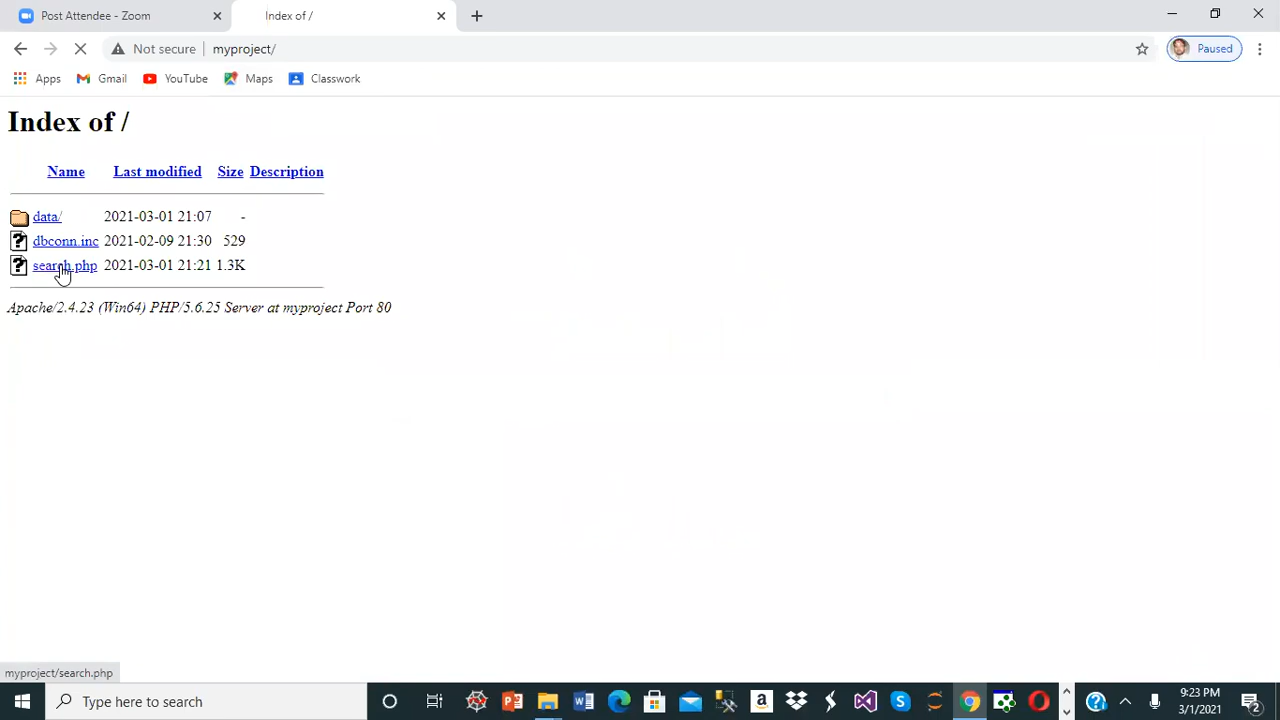 Post Attendee - Zoom
Index of /
Not secure
myproject/
Paused
Apps
Gmail
YouTube
Maps
Classwork
Index of /
Name Last modified Size Description
data/ 2021-03-01 21:07 -
dbconn.inc 2021-02-09 21:30 529
search.php 2021-03-01 21:21 1.3K
Apache/2.4.23 (Win64) PHP/5.6.25 Server at myproject Port 80
myproject/search.php
Type here to search
9:23 PM
3/1/2021
2